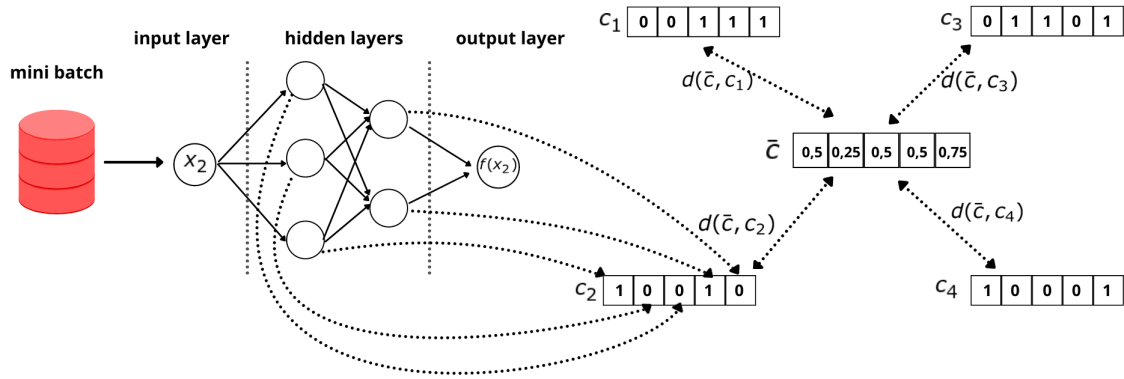 input layer
hidden layers
output layer
mini batch
x₂
f(x₂)
c₁ 0 0 1 1 1
c₃ 0 1 1 0 1
d(c̄, c₁)
d(c̄, c₃)
c̄ 0,5 0,25 0,5 0,5 0,75
d(c̄, c₂)
d(c̄, c₄)
c₂ 1 0 0 1 0
c₄ 1 0 0 0 1